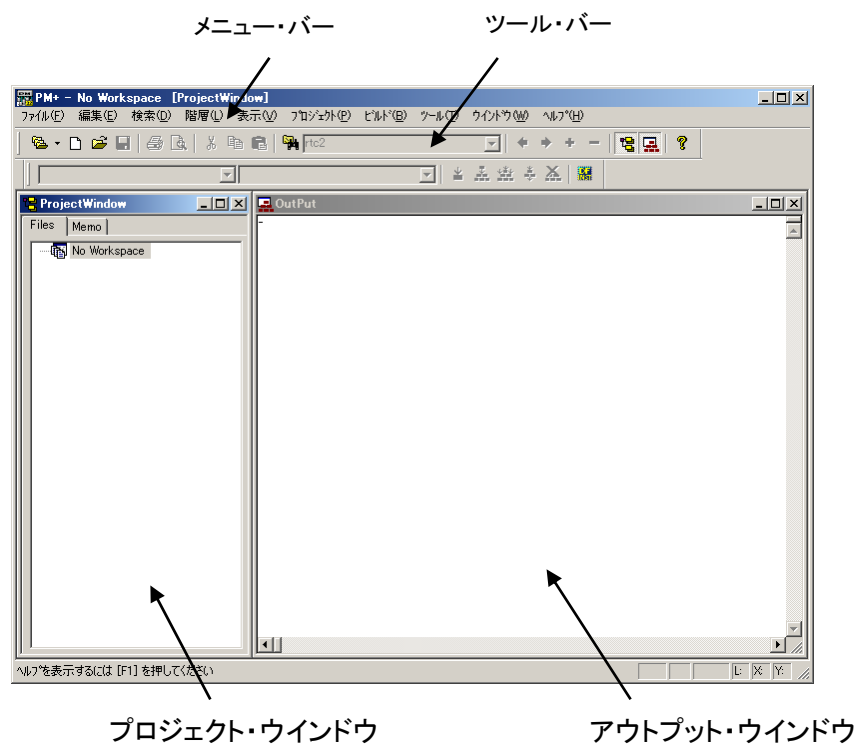 メニュー・バー ツール・バー
PM+ - No Workspace [ProjectWindow]
ファイル(F) 編集(E) 検索(D) 階層(L) 表示(V) プロジェクト(P) ビルド(B) ツール(T) ウインドウ(W) ヘルプ(H)
rtc2
ProjectWindow
OutPut
Files Memo
No Workspace
ヘルプを表示するには [F1] を押してください
L: X: Y:
プロジェクト・ウインドウ アウトプット・ウインドウ